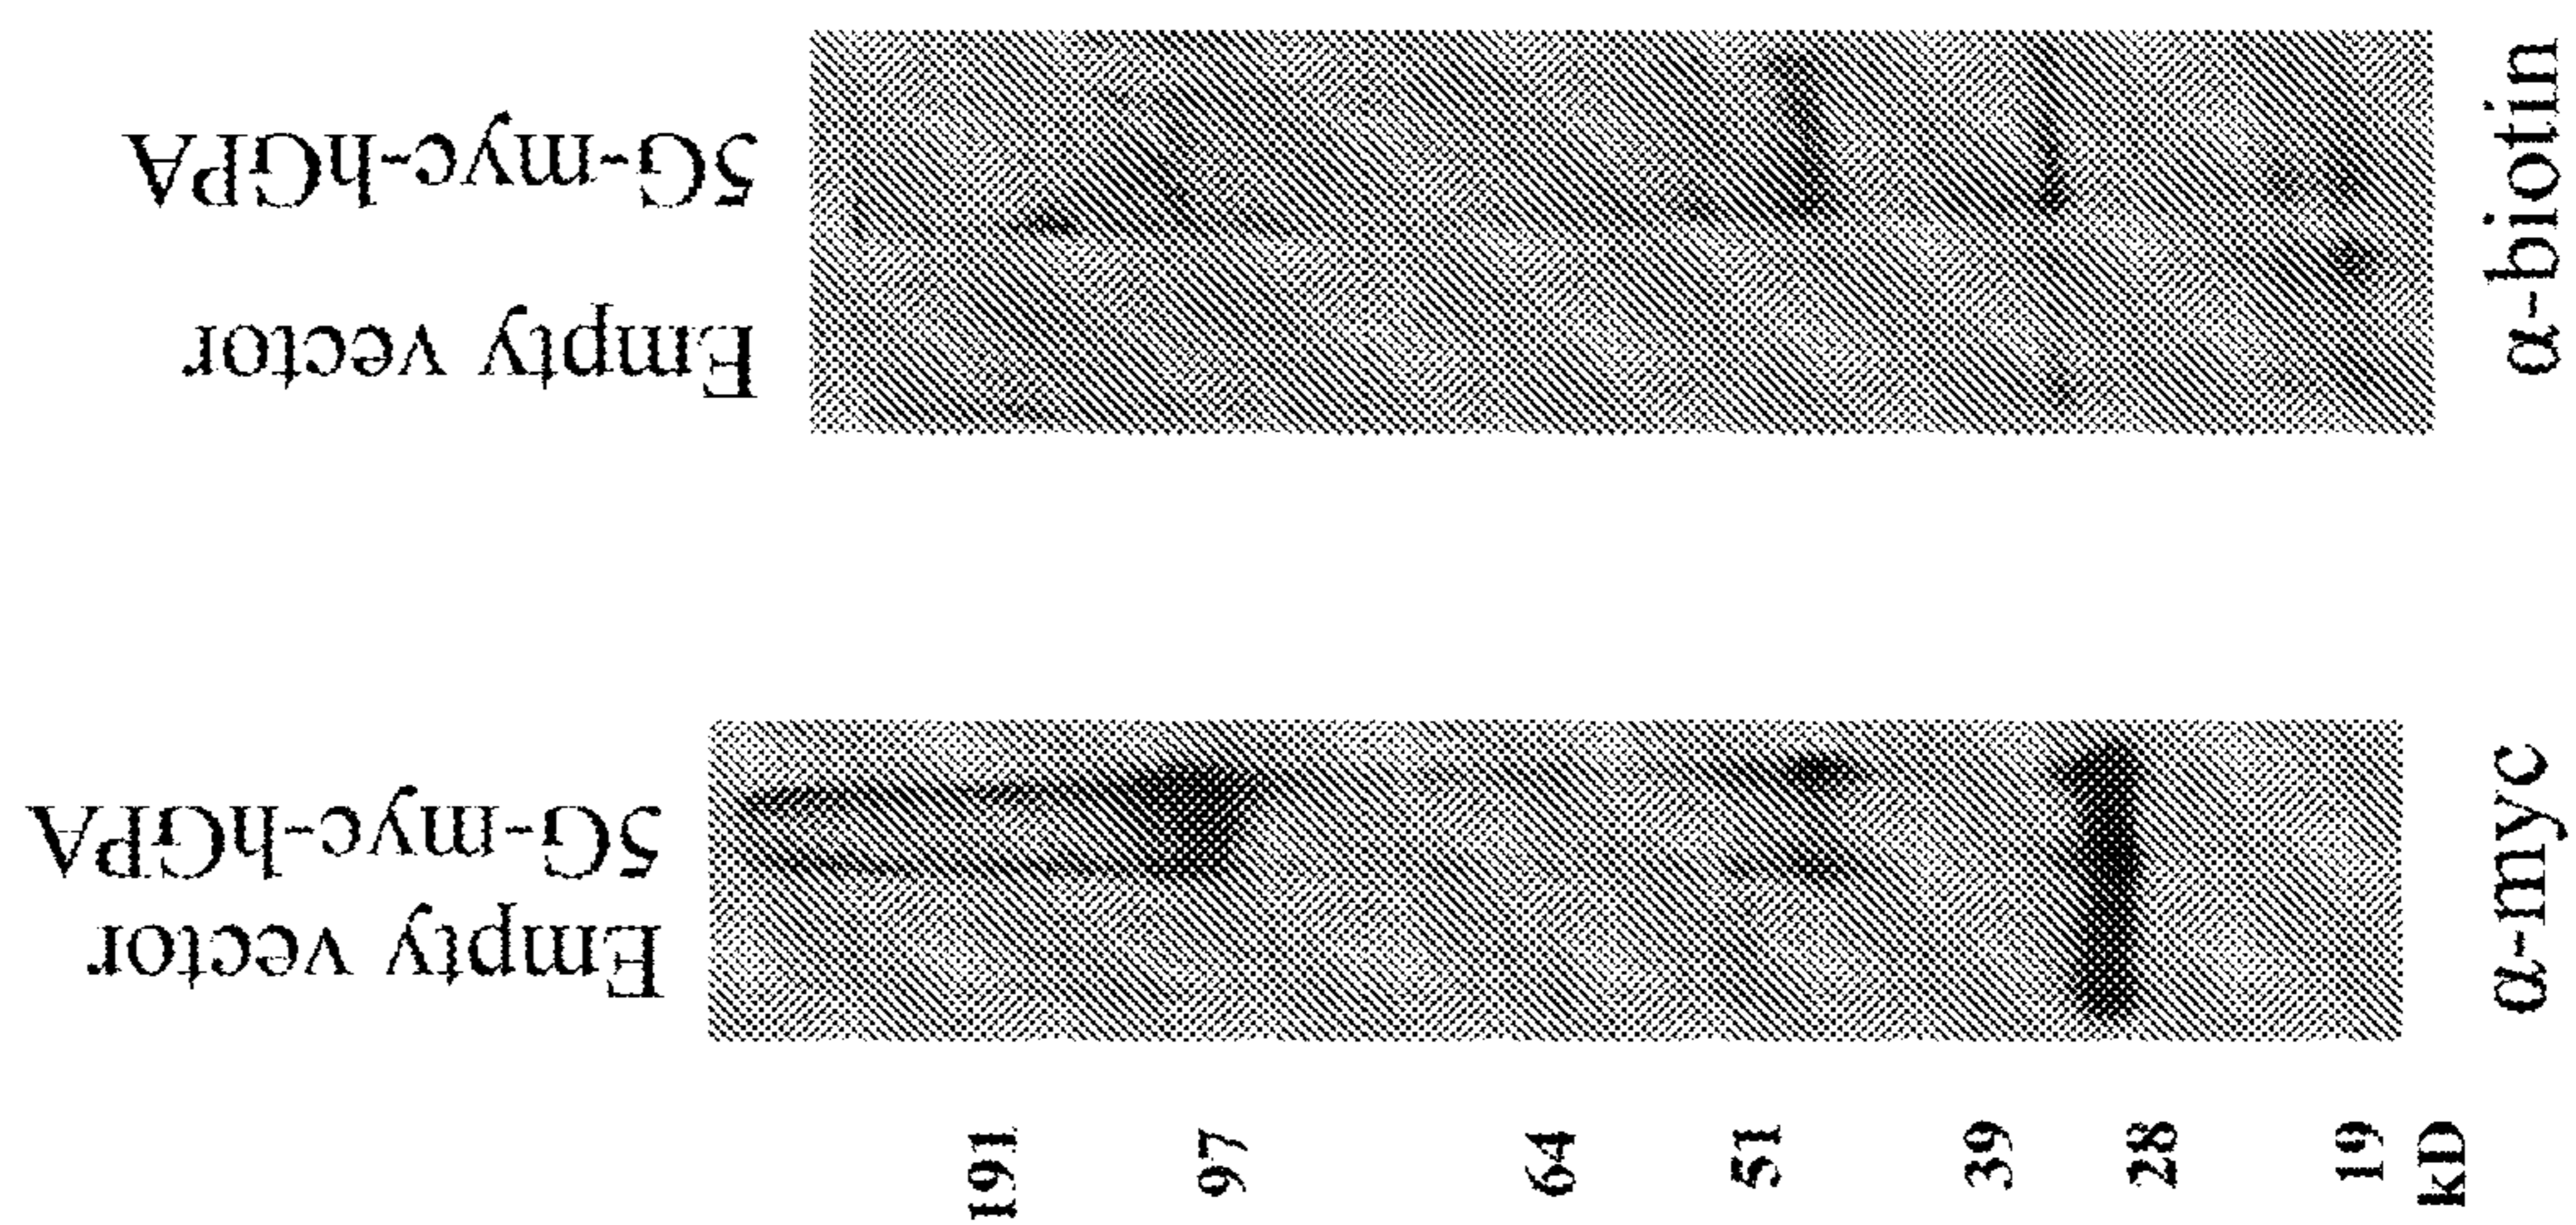 Empty vector
5G-myc-hGPA
Empty vector
5G-myc-hGPA
191
97
64
51
39
28
19
kD
α-myc
α-biotin